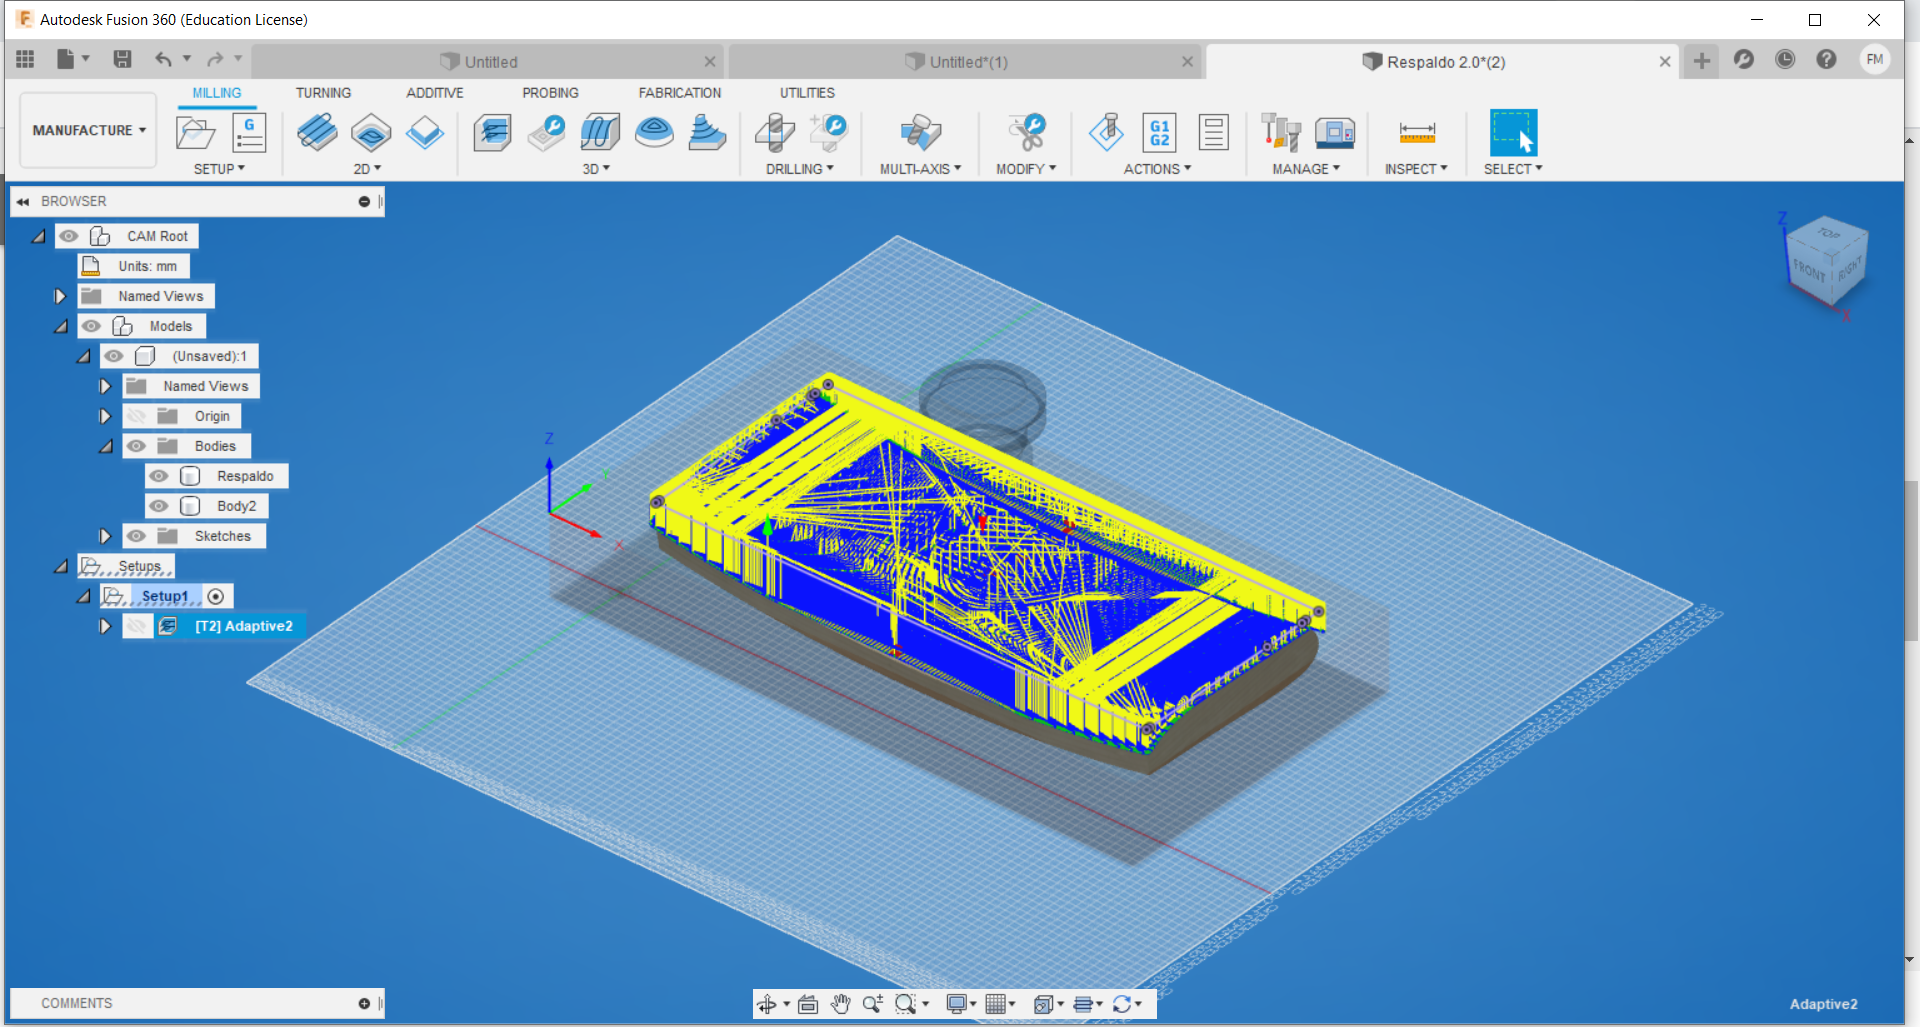 Autodesk Fusion 360 (Education License)
Untitled
Untitled*(1)
Respaldo 2.0*(2)
FM
MILLING
TURNING
ADDITIVE
PROBING
FABRICATION
UTILITIES
MANUFACTURE
G
G1
G2
SETUP
2D
3D
DRILLING
MULTI-AXIS
MODIFY
ACTIONS
MANAGE
INSPECT
SELECT
BROWSER
CAM Root
Units: mm
Named Views
Models
(Unsaved):1
Named Views
Origin
Bodies
Respaldo
Body2
Sketches
Setups
Setup1
[T2] Adaptive2
Z
TOP
FRONT
RIGHT
X
Z
X
COMMENTS
Adaptive2